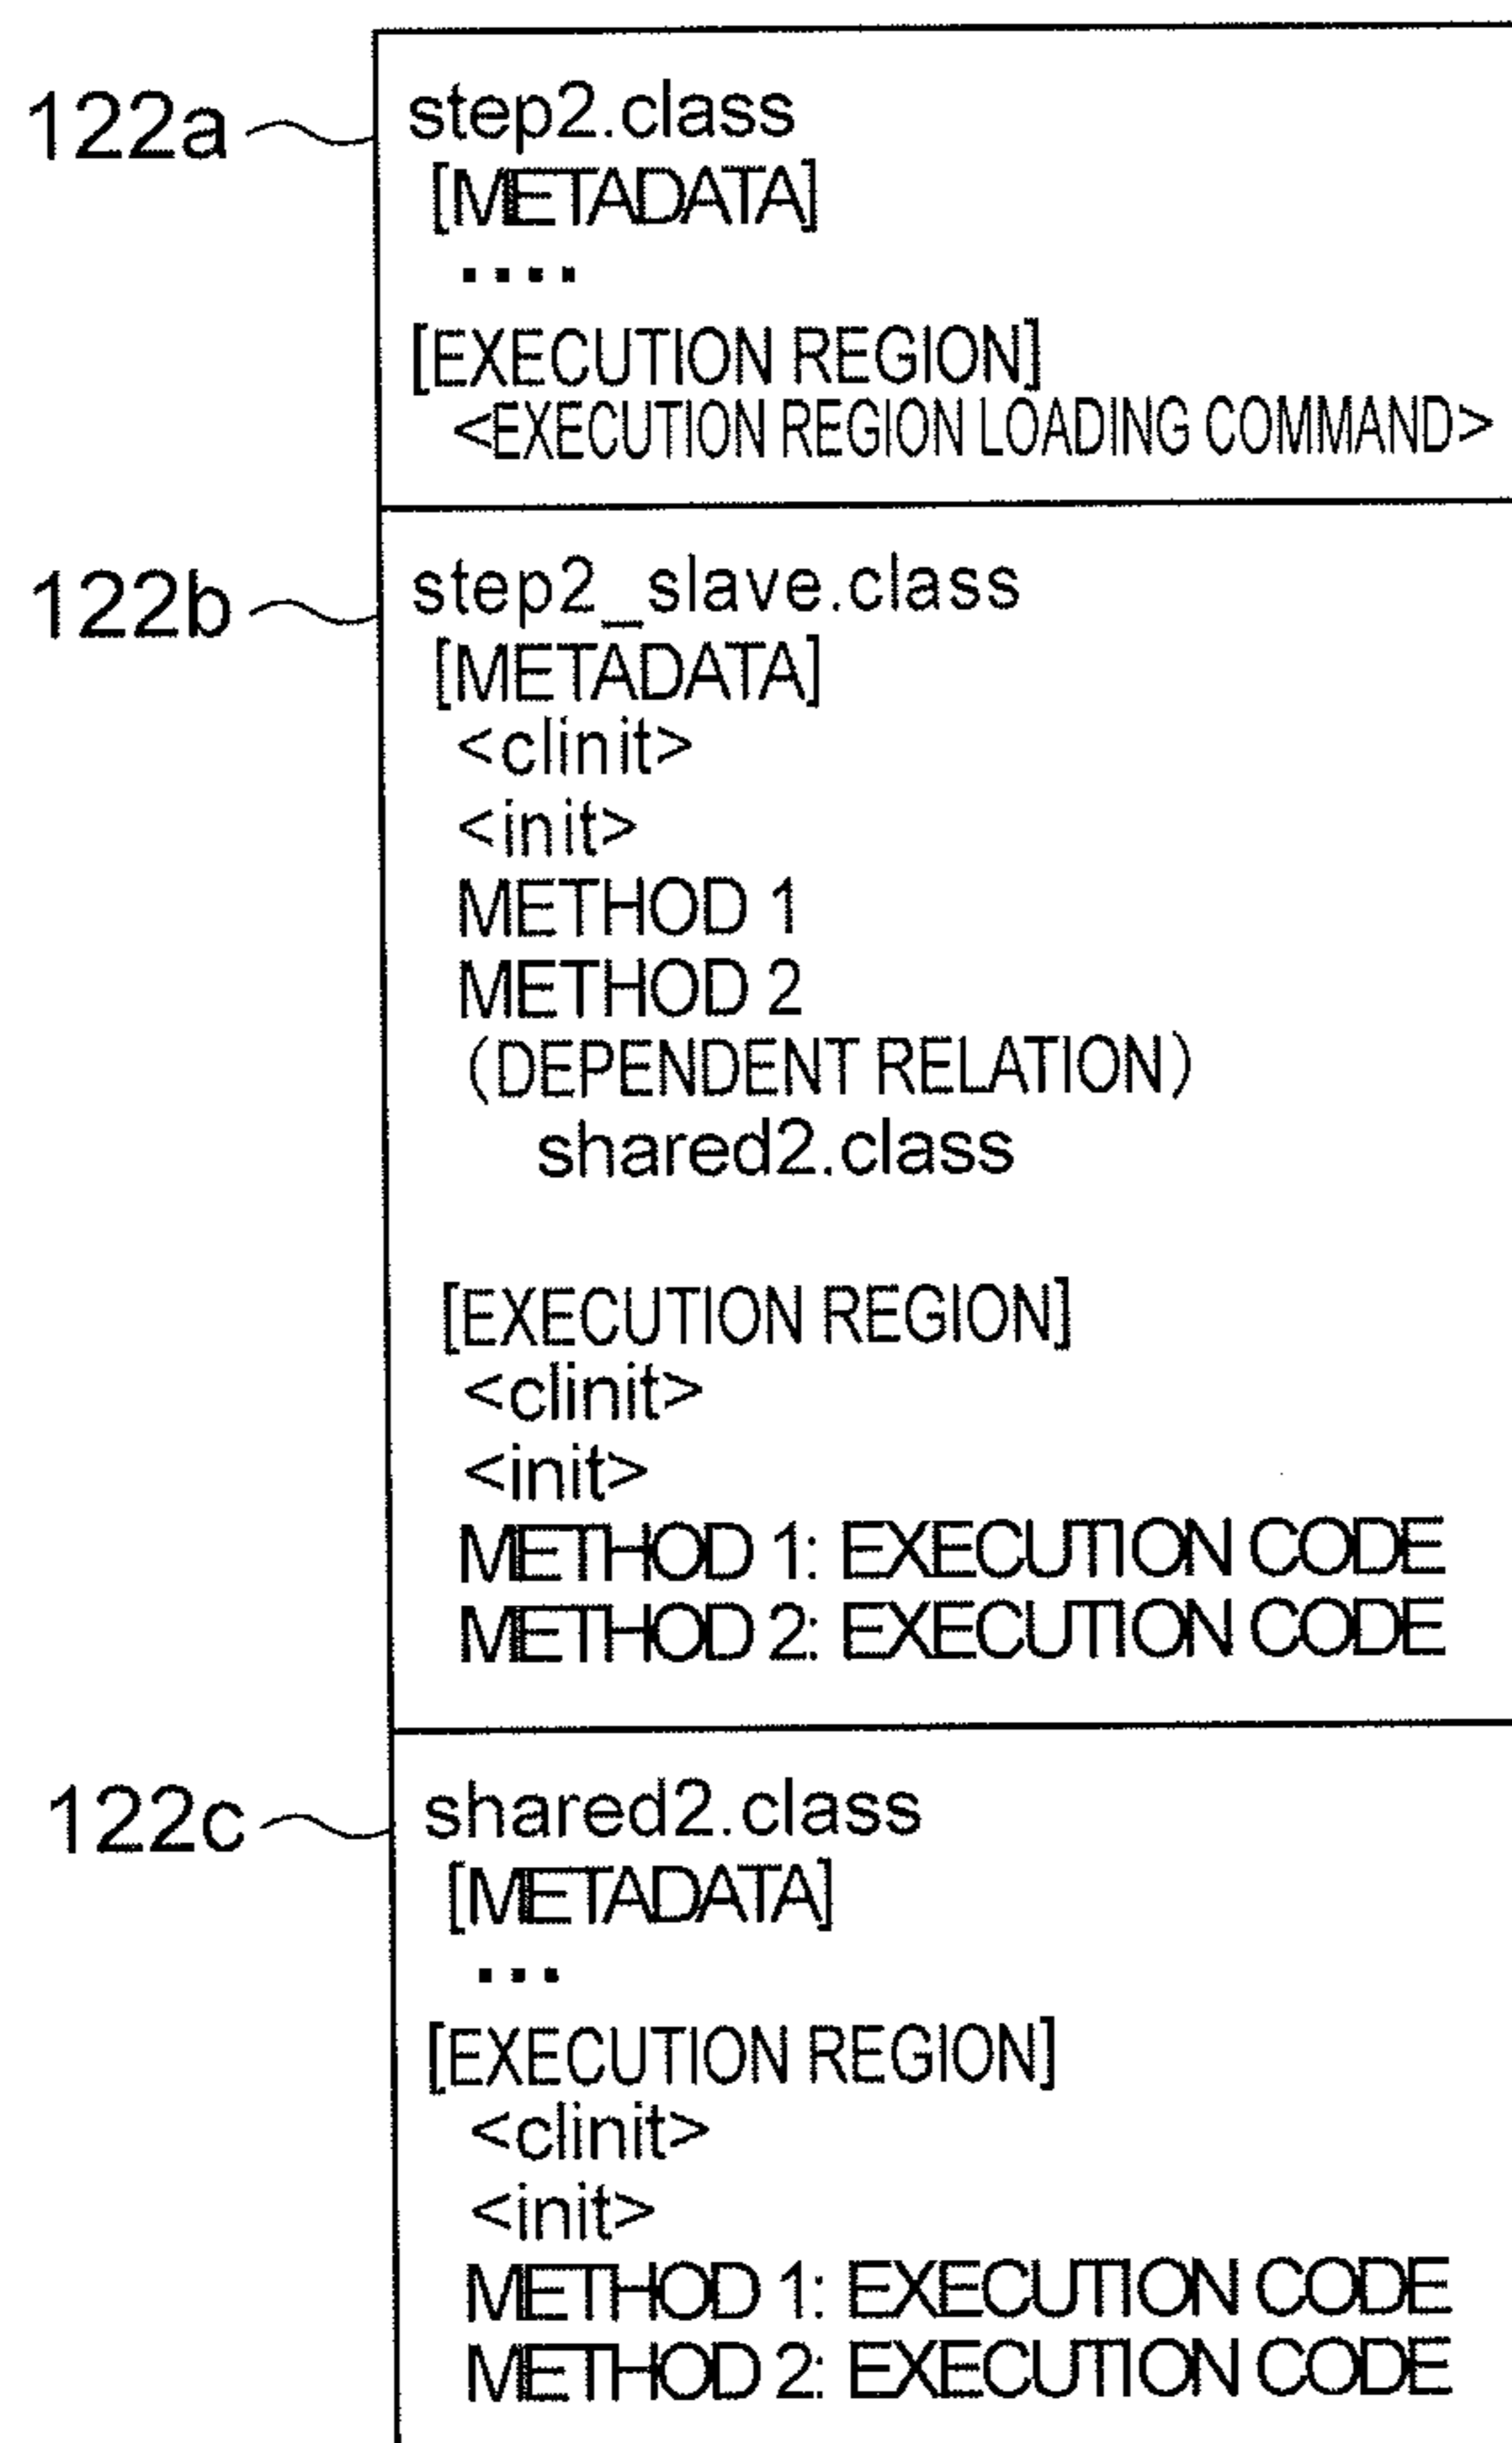 122a
step2.class
[METADATA]
....
[EXECUTION REGION]
<EXECUTION REGION LOADING COMMAND>
122b
step2_slave.class
[METADATA]
<clinit>
<init>
METHOD 1
METHOD 2
(DEPENDENT RELATION)
shared2.class
[EXECUTION REGION]
<clinit>
<init>
METHOD 1: EXECUTION CODE
METHOD 2: EXECUTION CODE
122c
shared2.class
[METADATA]
...
[EXECUTION REGION]
<clinit>
<init>
METHOD 1: EXECUTION CODE
METHOD 2: EXECUTION CODE